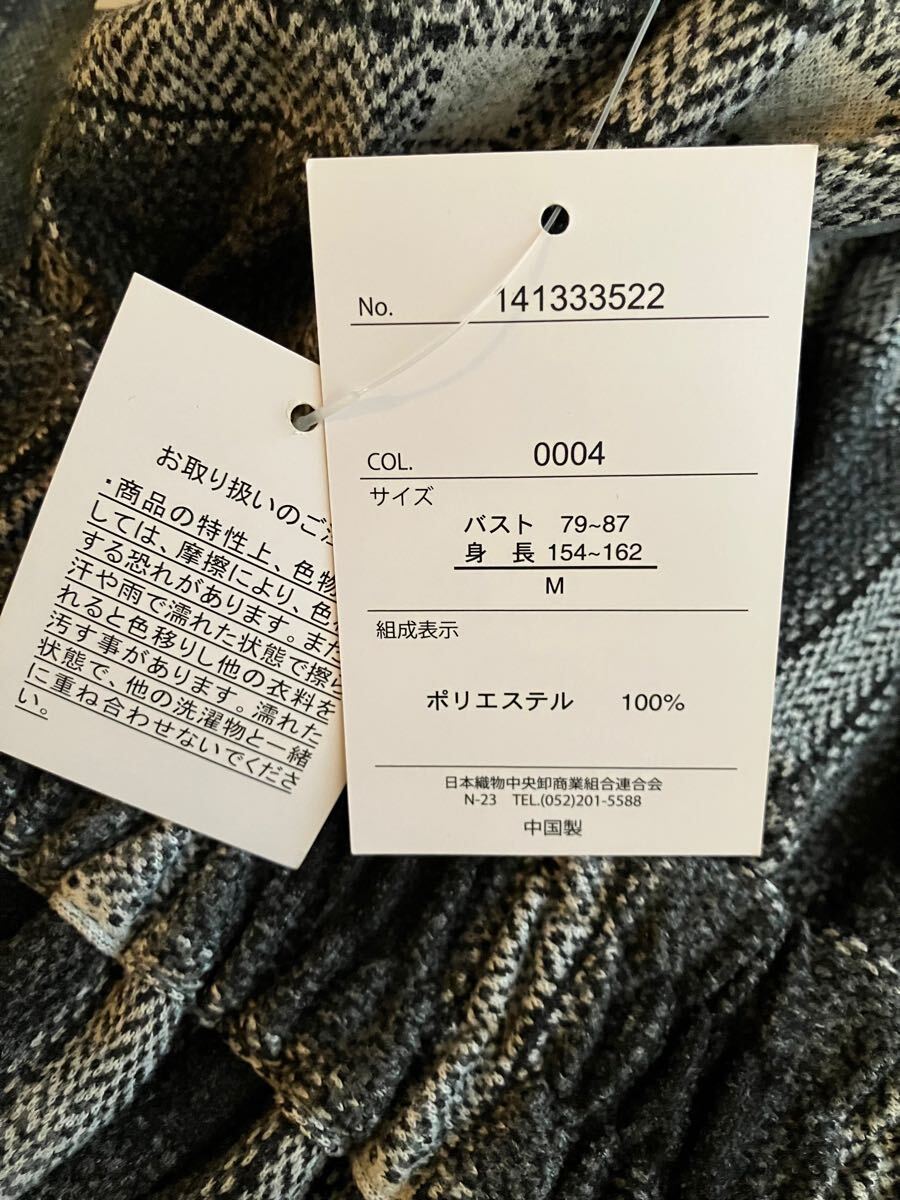 No. 141333522
COL. 0004
サイズ
バスト 79~87
身 長 154~162
M
組成表示
ポリエステル 100%
日本織物中央卸商業組合連合会
N-23 TEL.(052)201-5588
中国製
お取り扱いのご
・商品の特性上、色物
しては、摩擦により、色
する恐れがあります。また
汗や雨で濡れた状態で擦
れると色移りし他の衣料を
汚す事があります。濡れた
状態で、他の洗濯物と一緒
に重ね合わせないでくださ
い。